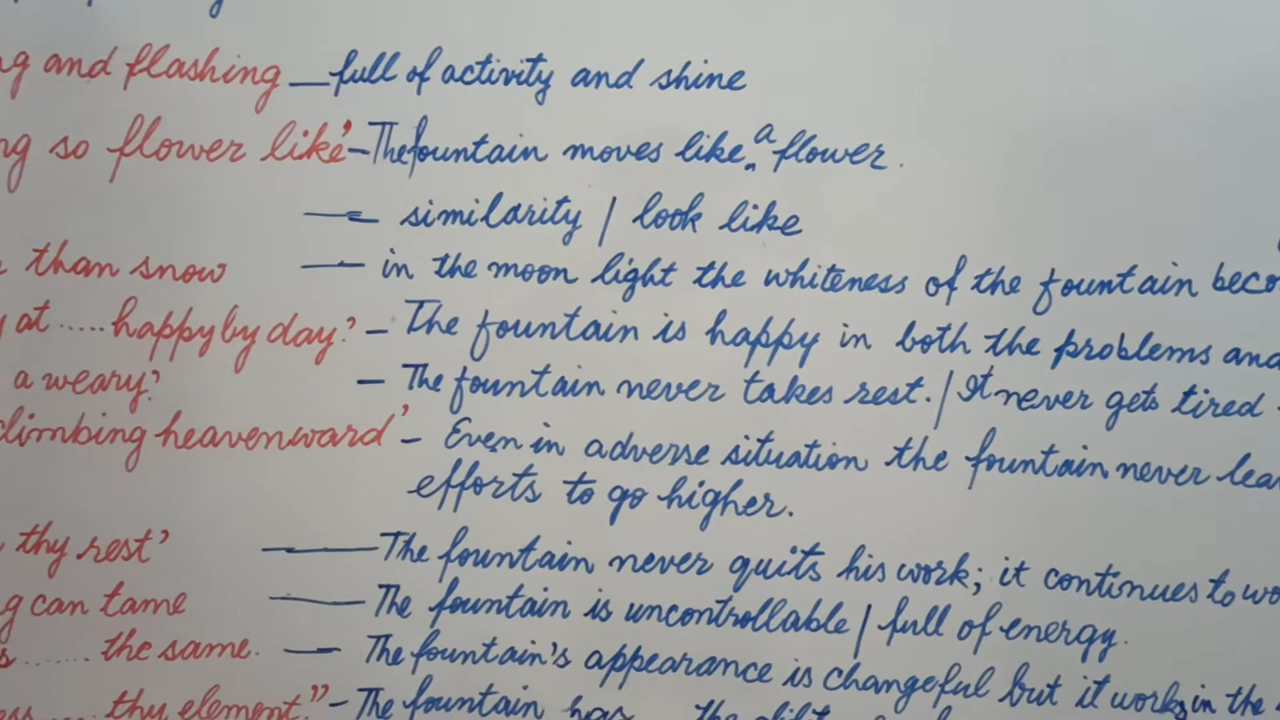 and flashing — full of activity and shine
so flower like' - The fountain moves like a flower.
— similarity / look like
than snow — in the moon light the whiteness of the fountain
at ..... happy by day?' - The fountain is happy in both the problems and
a weary?' - The fountain never takes rest. / It never gets tired
climbing heavenward' - Even in adverse situation the fountain never
efforts to go higher.
thy rest' — The fountain never quits his work; it continues to
can tame — The fountain is uncontrollable / full of energy.
...... the same. — The fountain's appearance is changeful but it works in the
.... thy element." - The fountain has